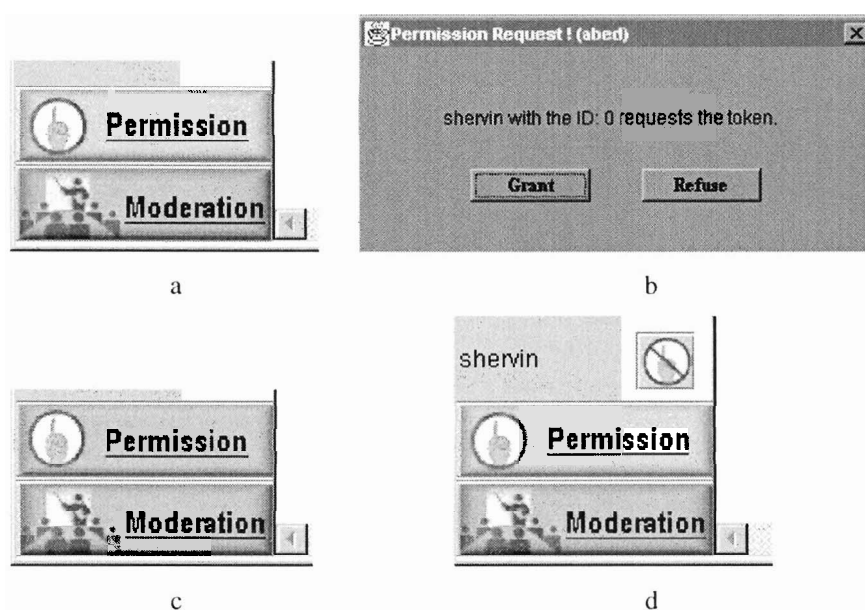 Permission
Moderation
a
Permission Request ! (abed)
shervin with the ID: 0 requests the token.
Grant
Refuse
b
Permission
Moderation
c
shervin
Permission
Moderation
d